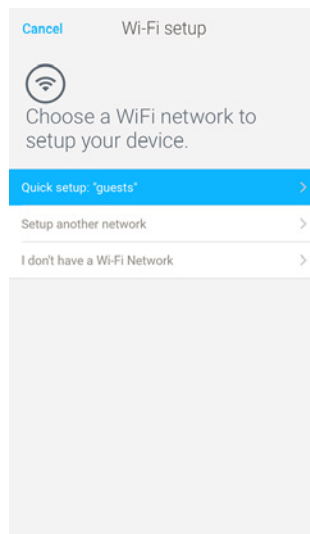 Cancel Wi-Fi setup
Choose a WiFi network to
setup your device.
Quick setup: "guests"
Setup another network
I don't have a Wi-Fi Network